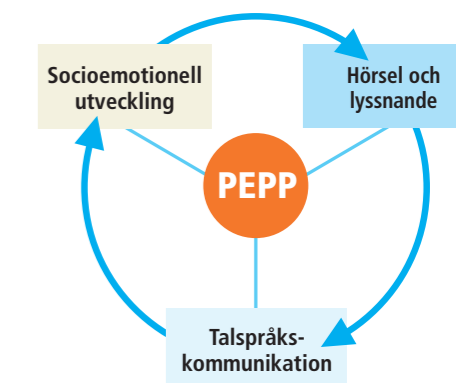 Socioemotionell
utveckling
Hörsel och
lyssnande
PEPP
Talspråks-
kommunikation